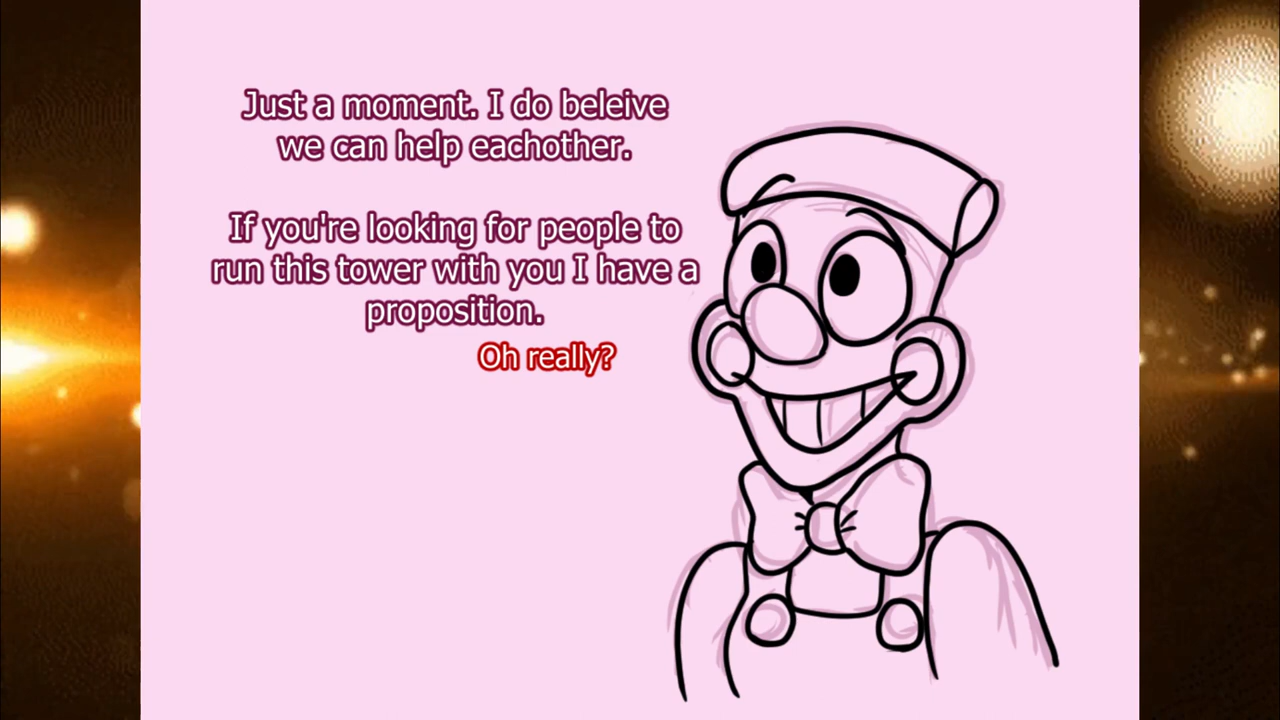 Just a moment. I do beleive
we can help eachother.
If you're looking for people to
run this tower with you I have a
proposition.
Oh really?